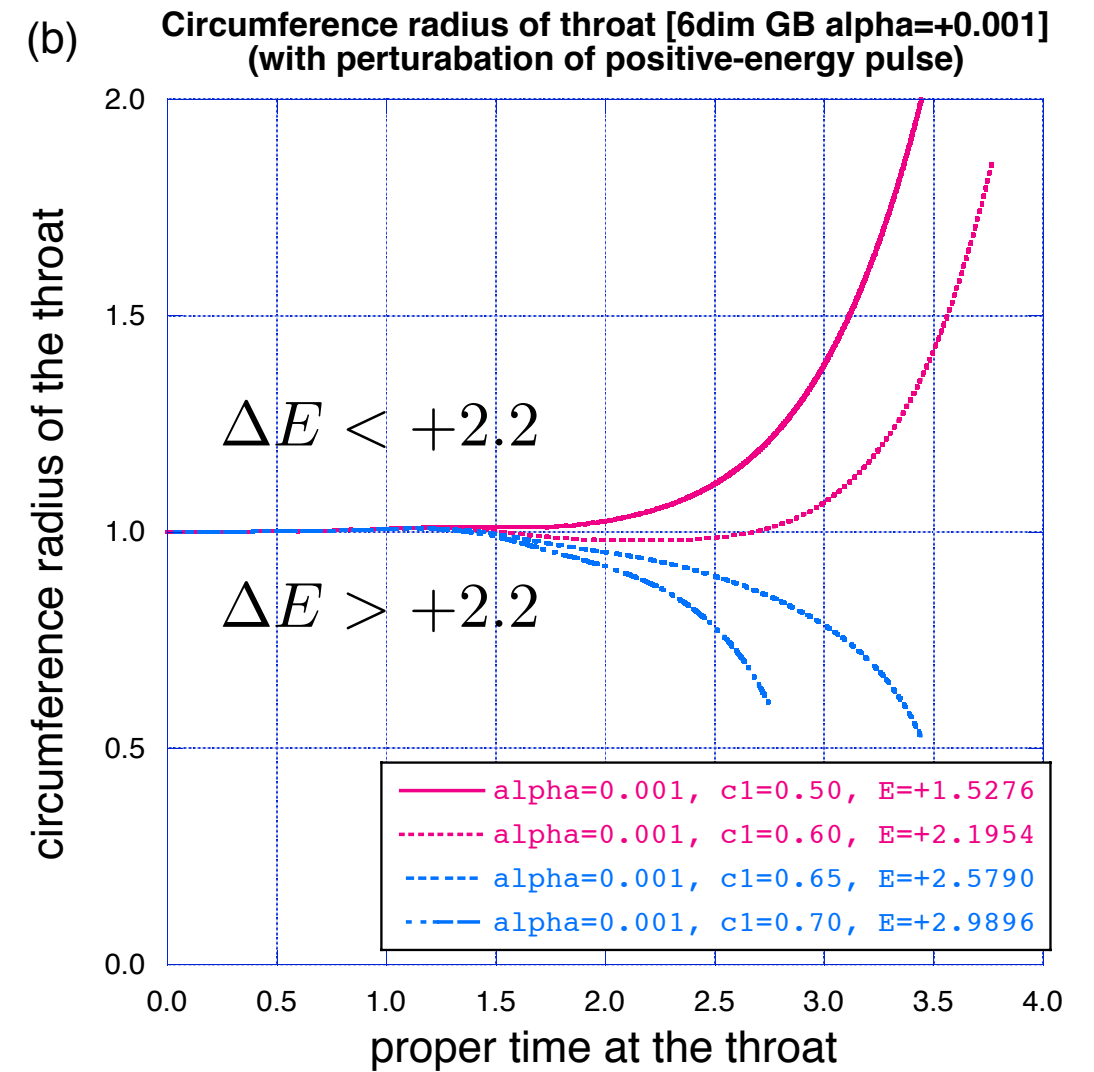 (b)
Circumference radius of throat [6dim GB alpha=+0.001]
(with perturabation of positive-energy pulse)
circumference radius of the throat
2.0
1.5
1.0
0.5
0.0
ΔE < +2.2
ΔE > +2.2
alpha=0.001, c1=0.50, E=+1.5276
alpha=0.001, c1=0.60, E=+2.1954
alpha=0.001, c1=0.65, E=+2.5790
alpha=0.001, c1=0.70, E=+2.9896
0.0 0.5 1.0 1.5 2.0 2.5 3.0 3.5 4.0
proper time at the throat